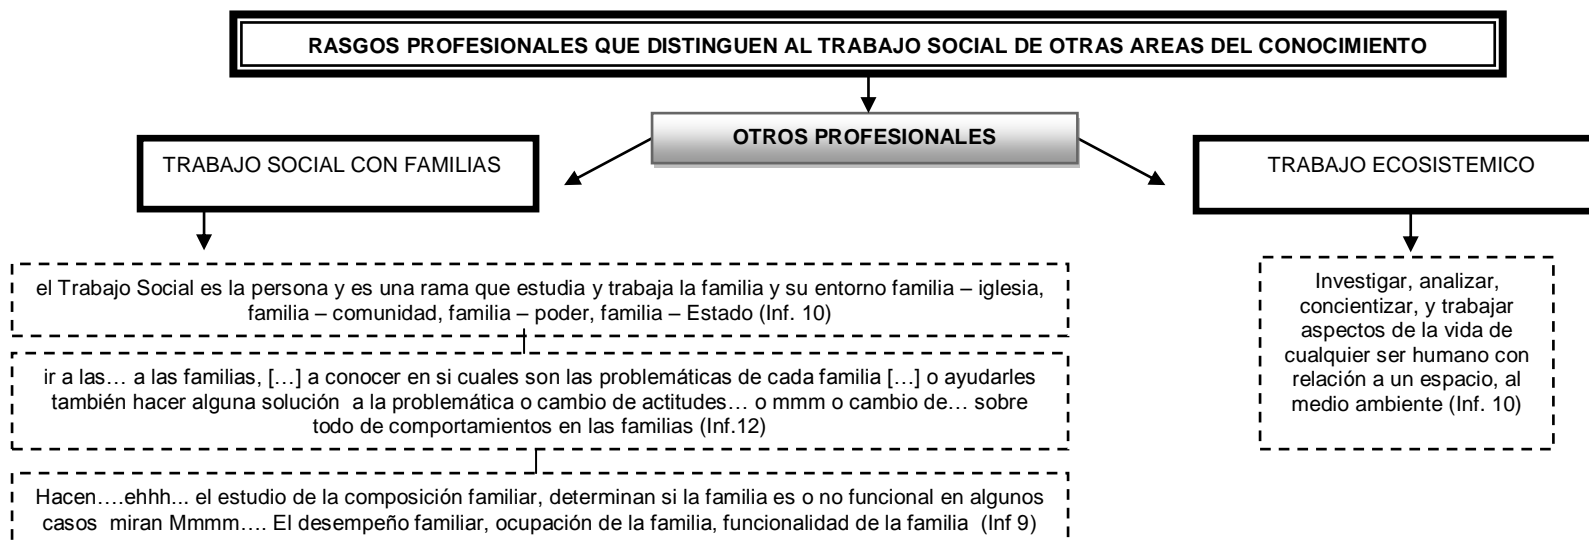 RASGOS PROFESIONALES QUE DISTINGUEN AL TRABAJO SOCIAL DE OTRAS AREAS DEL CONOCIMIENTO
OTROS PROFESIONALES
TRABAJO SOCIAL CON FAMILIAS
TRABAJO ECOSISTEMICO
el Trabajo Social es la persona y es una rama que estudia y trabaja la familia y su entorno familia – iglesia,
familia – comunidad, familia – poder, familia – Estado (Inf. 10)
ir a las… a las familias, […] a conocer en si cuales son las problemáticas de cada familia […] o ayudarles
también hacer alguna solución a la problemática o cambio de actitudes… o mmm o cambio de… sobre
todo de comportamientos en las familias (Inf.12)
Hacen….ehhh... el estudio de la composición familiar, determinan si la familia es o no funcional en algunos
casos miran Mmmm…. El desempeño familiar, ocupación de la familia, funcionalidad de la familia (Inf 9)
Investigar, analizar,
concientizar, y trabajar
aspectos de la vida de
cualquier ser humano con
relación a un espacio, al
medio ambiente (Inf. 10)